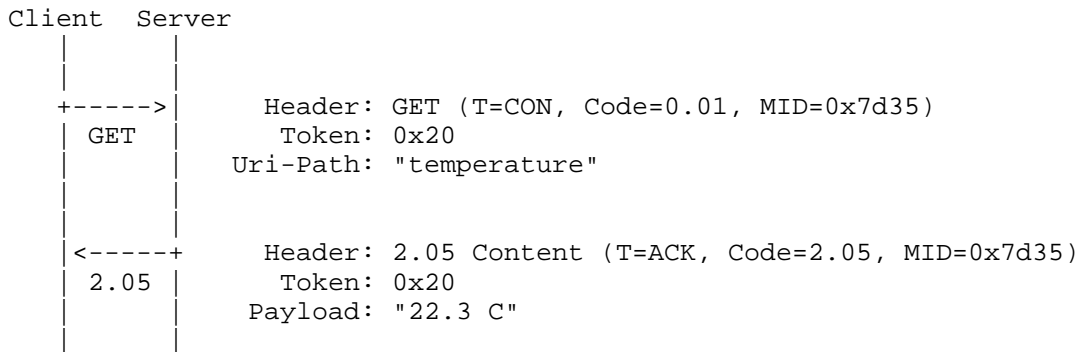 Client Server
+----->| Header: GET (T=CON, Code=0.01, MID=0x7d35)
| GET | Token: 0x20
| | Uri-Path: "temperature"
|<-----+ Header: 2.05 Content (T=ACK, Code=2.05, MID=0x7d35)
| 2.05 | Token: 0x20
| | Payload: "22.3 C"